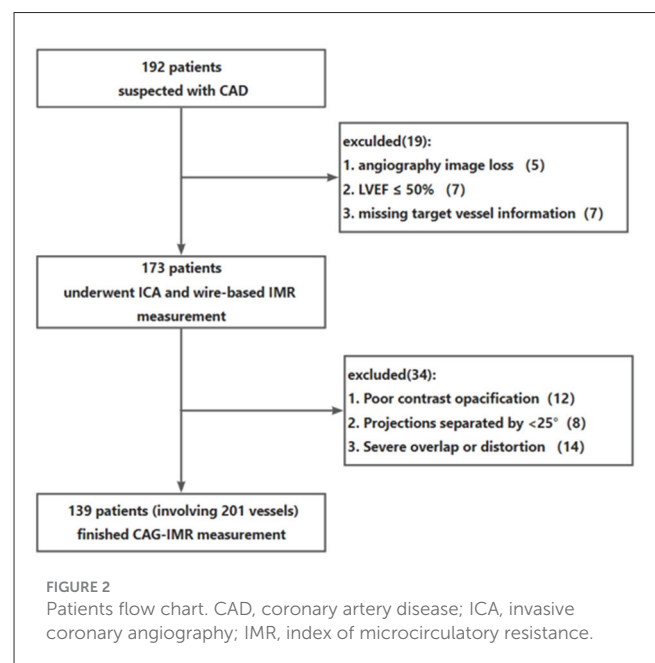 192 patients
suspected with CAD
exculded(19):
1. angiography image loss (5)
2. LVEF ≤ 50% (7)
3. missing target vessel information (7)
173 patients
underwent ICA and wire-based IMR
measurement
excluded(34):
1. Poor contrast opacification (12)
2. Projections separated by <25° (8)
3. Severe overlap or distortion (14)
139 patients (involving 201 vessels)
finished CAG-IMR measurement
FIGURE 2
Patients flow chart. CAD, coronary artery disease; ICA, invasive
coronary angiography; IMR, index of microcirculatory resistance.